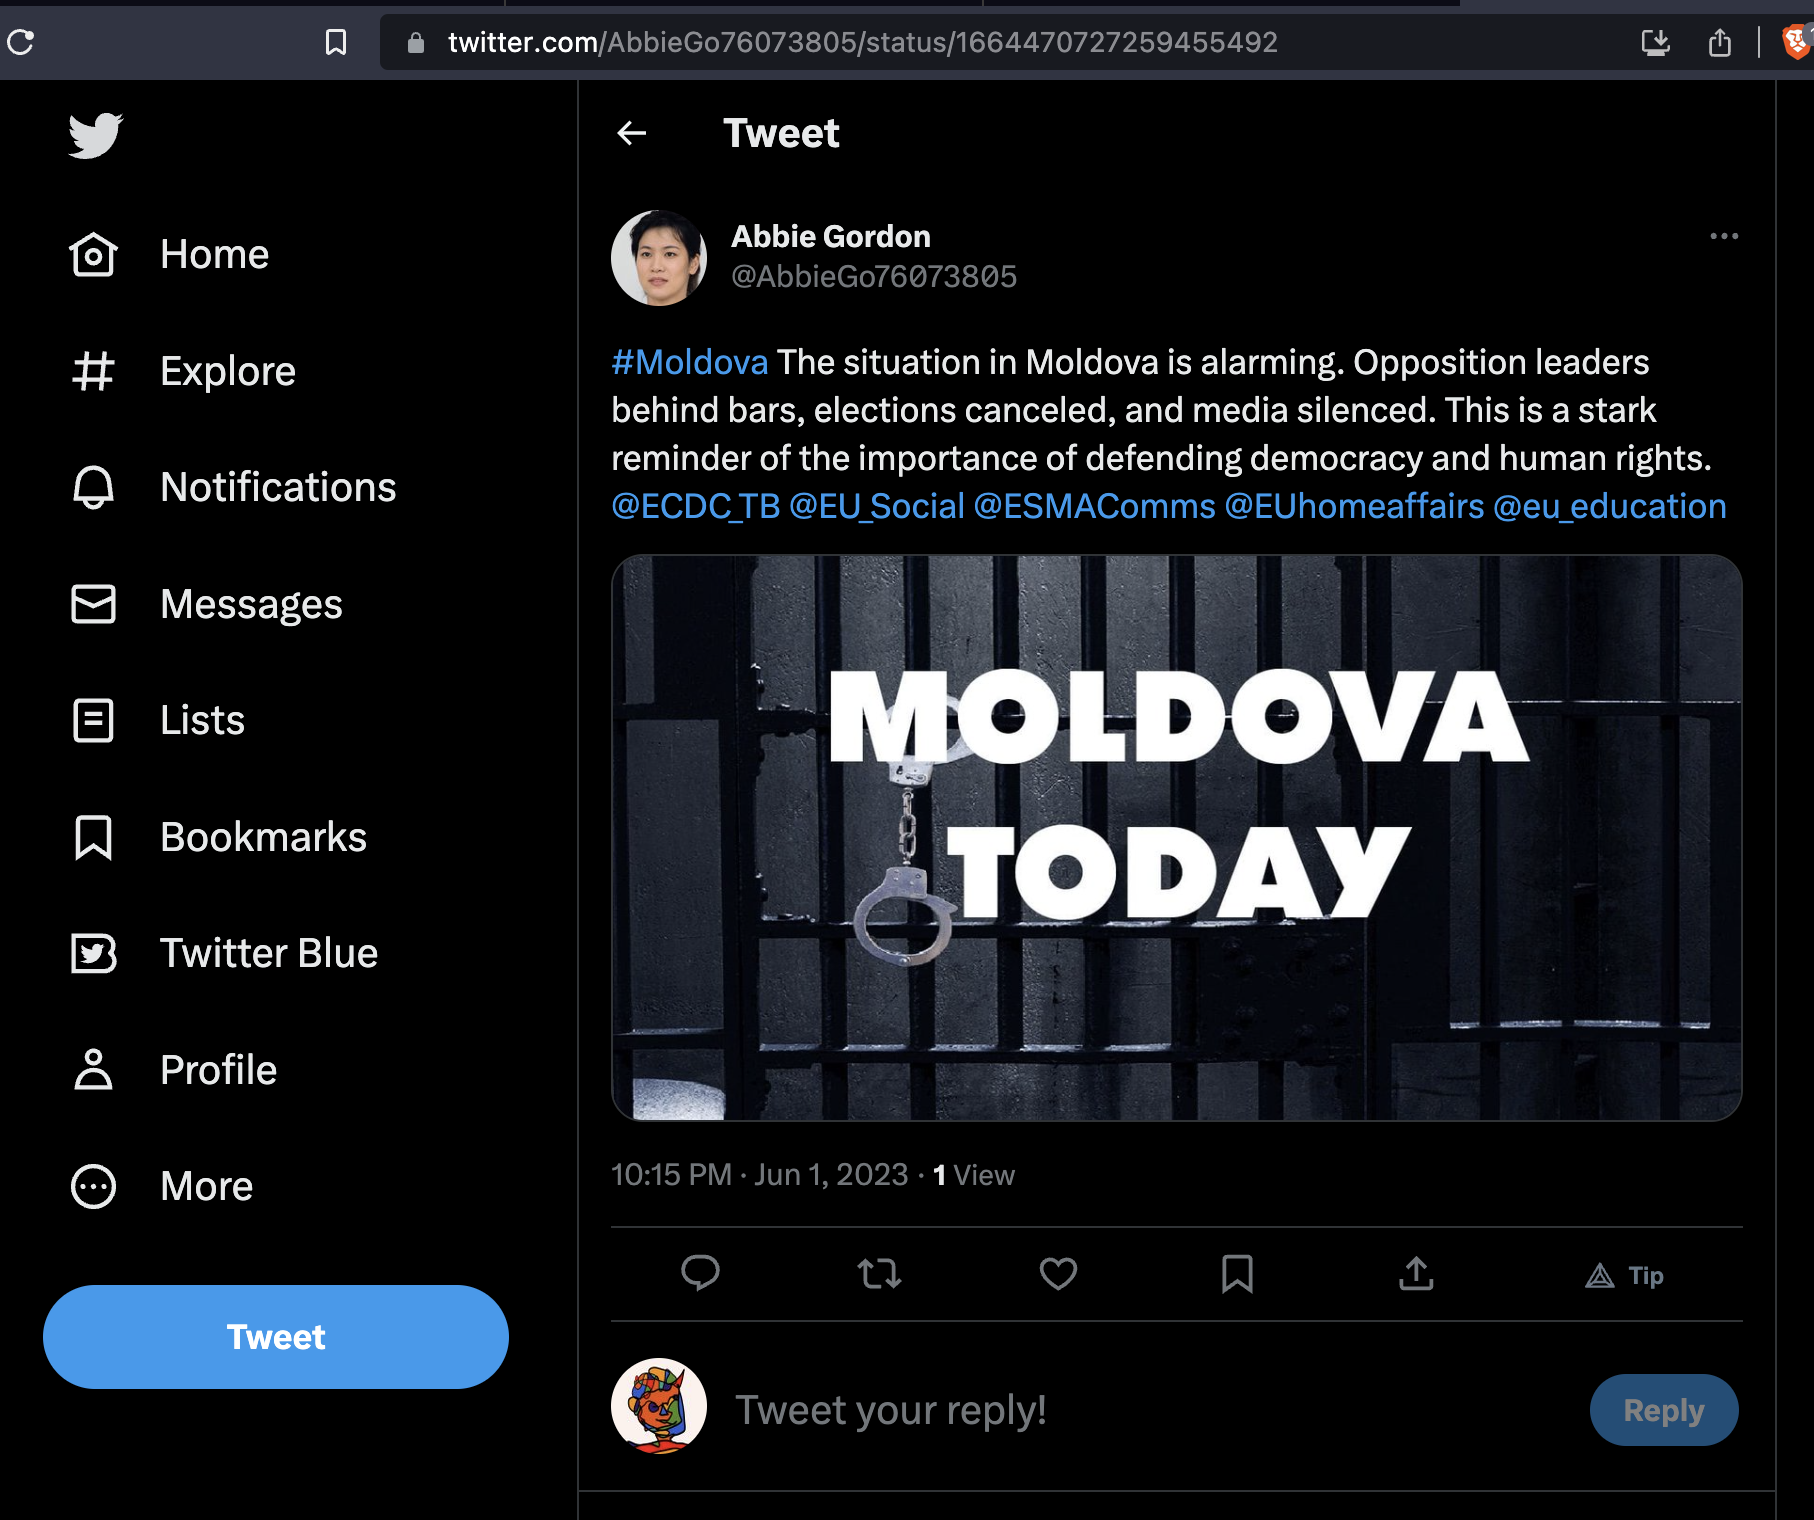 twitter.com/AbbieGo76073805/status/1664470727259455492
Home
Explore
Notifications
Messages
Lists
Bookmarks
Twitter Blue
Profile
More
Tweet
Tweet
Abbie Gordon
@AbbieGo76073805
#Moldova The situation in Moldova is alarming. Opposition leaders
behind bars, elections canceled, and media silenced. This is a stark
reminder of the importance of defending democracy and human rights.
@ECDC_TB @EU_Social @ESMAComms @EUhomeaffairs @eu_education
MOLDOVA
TODAY
10:15 PM · Jun 1, 2023 · 1 View
Tip
Tweet your reply!
Reply